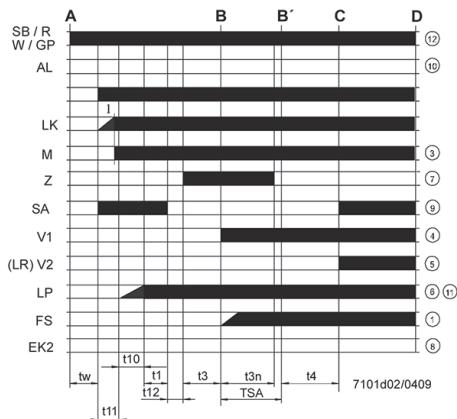 A B B´ C D
SB / R
W / GP ⑫
AL ⑩
I
LK
M ③
Z ⑦
SA ⑨
V1 ④
(LR) V2 ⑤
LP ⑥ ⑪
FS ①
EK2 ⑧
t10
tw t1 t3 t3n t4 7101d02/0409
t12 TSA
t11